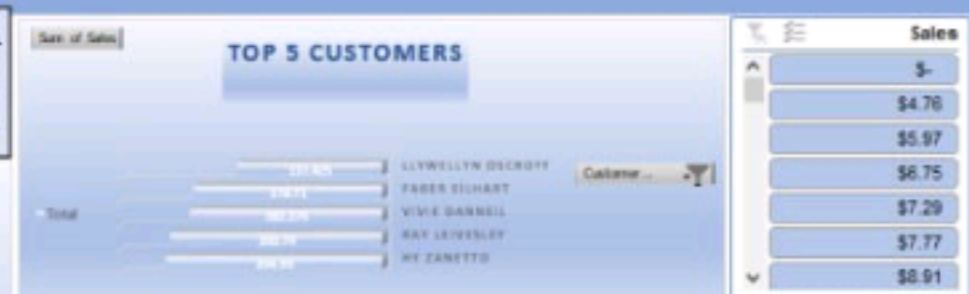 Sum of Sales
TOP 5 CUSTOMERS
LLYWELLYN OSCROFT
FABER EILHART
VIVIE DANNEIL
RAY LEIVESLEY
HY ZANETTO
Total
Customer ..
Sales
$-
$4.76
$5.97
$6.75
$7.29
$7.77
$8.91